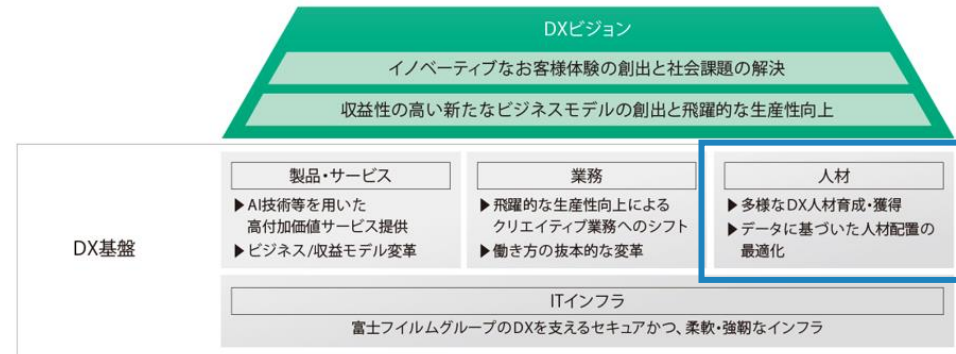 DXビジョン
イノベーティブなお客様体験の創出と社会課題の解決
収益性の高い新たなビジネスモデルの創出と飛躍的な生産性向上
DX基盤
製品・サービス
▶AI技術等を用いた
高付加価値サービス提供
▶ビジネス/収益モデル変革
業務
▶飛躍的な生産性向上による
クリエイティブ業務へのシフト
▶働き方の抜本的な変革
人材
▶多様なDX人材育成・獲得
▶データに基づいた人材配置の
最適化
ITインフラ
富士フイルムグループのDXを支えるセキュアかつ、柔軟・強靭なインフラ